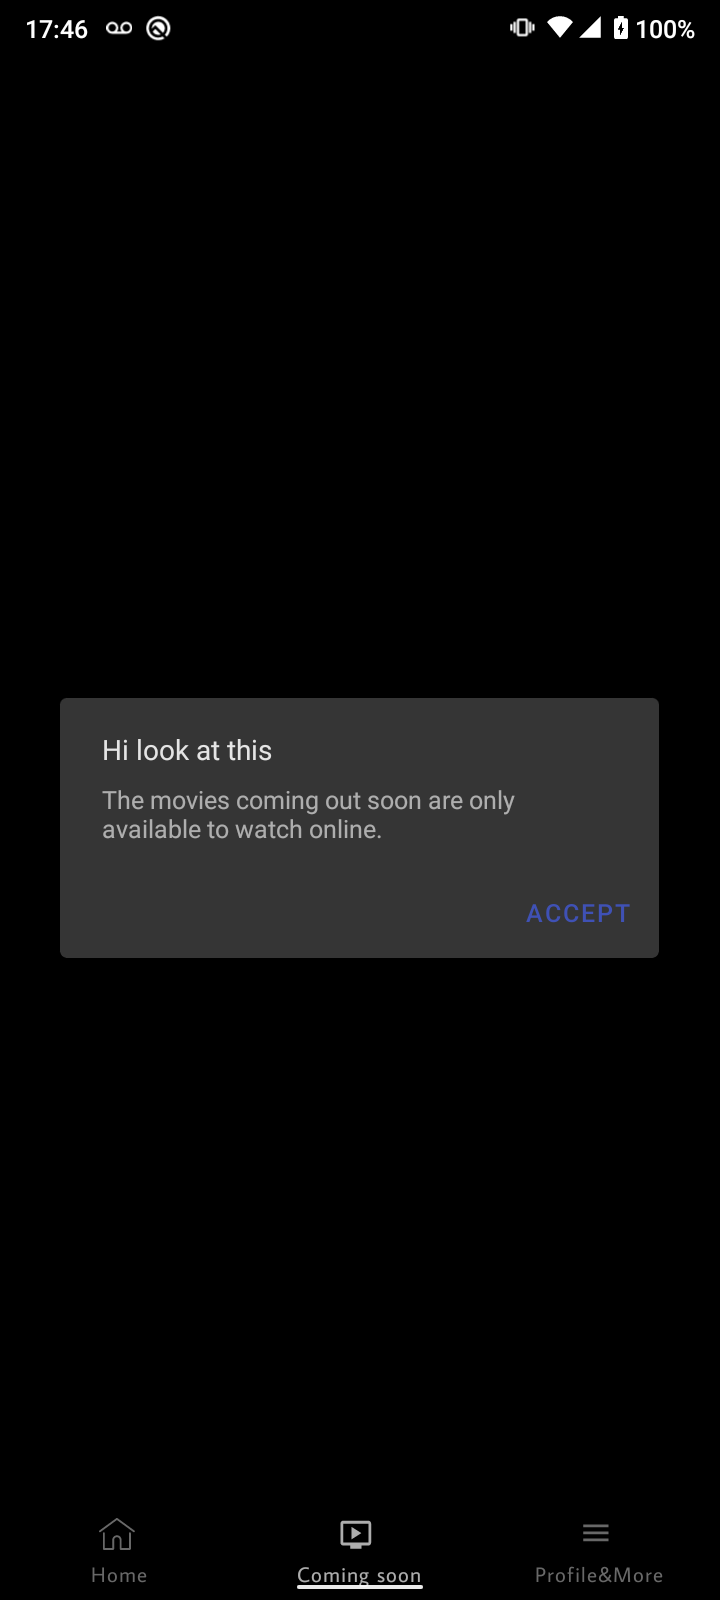 17:46
100%
Hi look at this
The movies coming out soon are only
available to watch online.
ACCEPT
Home
Coming soon
Profile&More